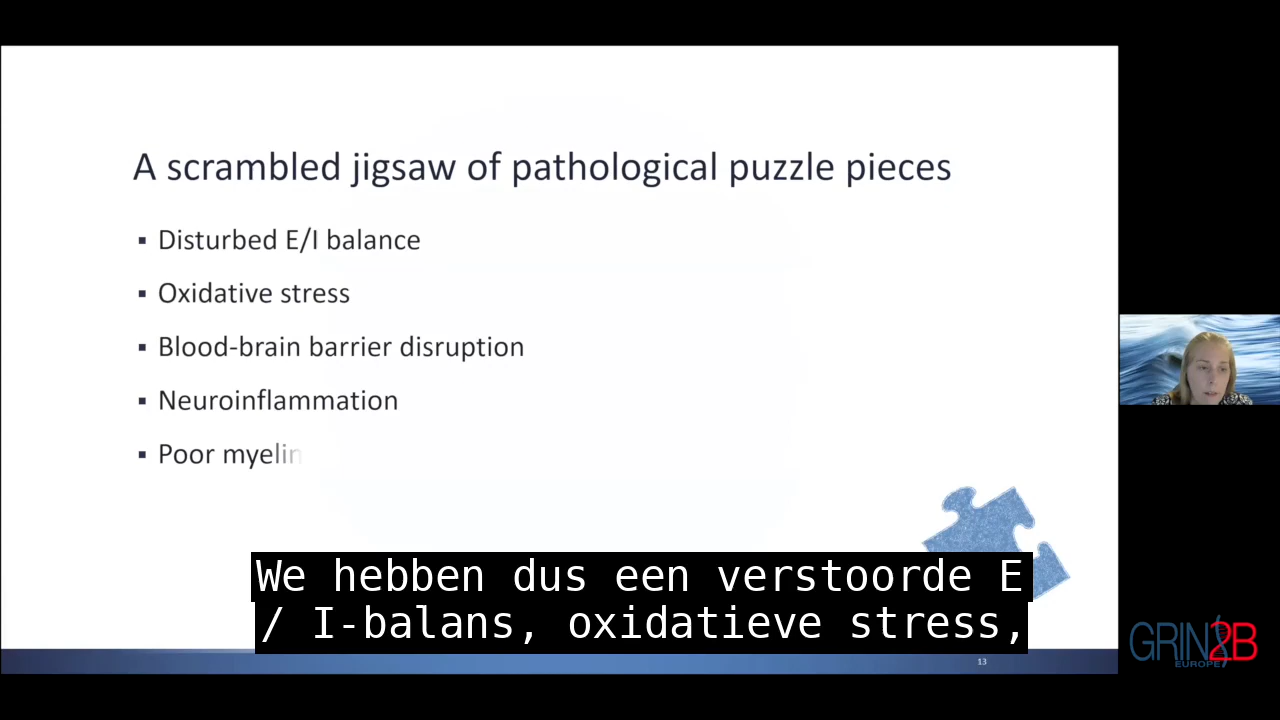 A scrambled jigsaw of pathological puzzle pieces
▪ Disturbed E/I balance
▪ Oxidative stress
▪ Blood-brain barrier disruption
▪ Neuroinflammation
▪ Poor myelin
We hebben dus een verstoorde E
/ I-balans, oxidatieve stress,
13
GRIN2B
EUROPE